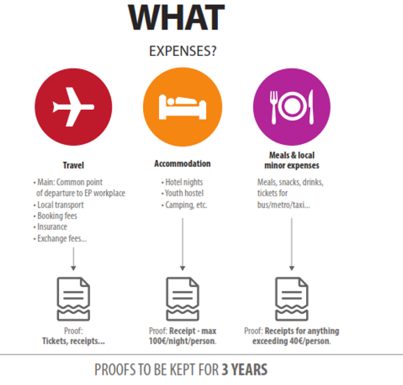 WHAT
EXPENSES?
Travel
• Main: Common point
of departure to EP workplace
• Local transport
• Booking fees
• Insurance
• Exchange fees...
Proof:
Tickets, receipts...
Accommodation
• Hotel nights
• Youth hostel
• Camping, etc.
Proof: Receipt - max
100€/night/person.
Meals & local
minor expenses
Meals, snacks, drinks,
tickets for
bus/metro/taxi...
Proof: Receipts for anything
exceeding 40€/person.
PROOFS TO BE KEPT FOR 3 YEARS